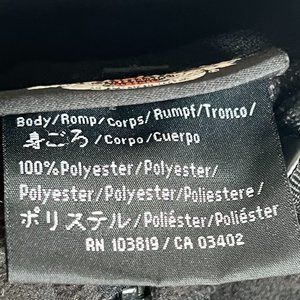 Body/Romp/Corps/Rumpf/Tronco/
身ごろ/Corpo/Cuerpo
100%Polyester/Polyester/
Polyester/Polyester/Poliestere/
ポリステル/Poliéster/Poliéster
RN 103819/CA 03402